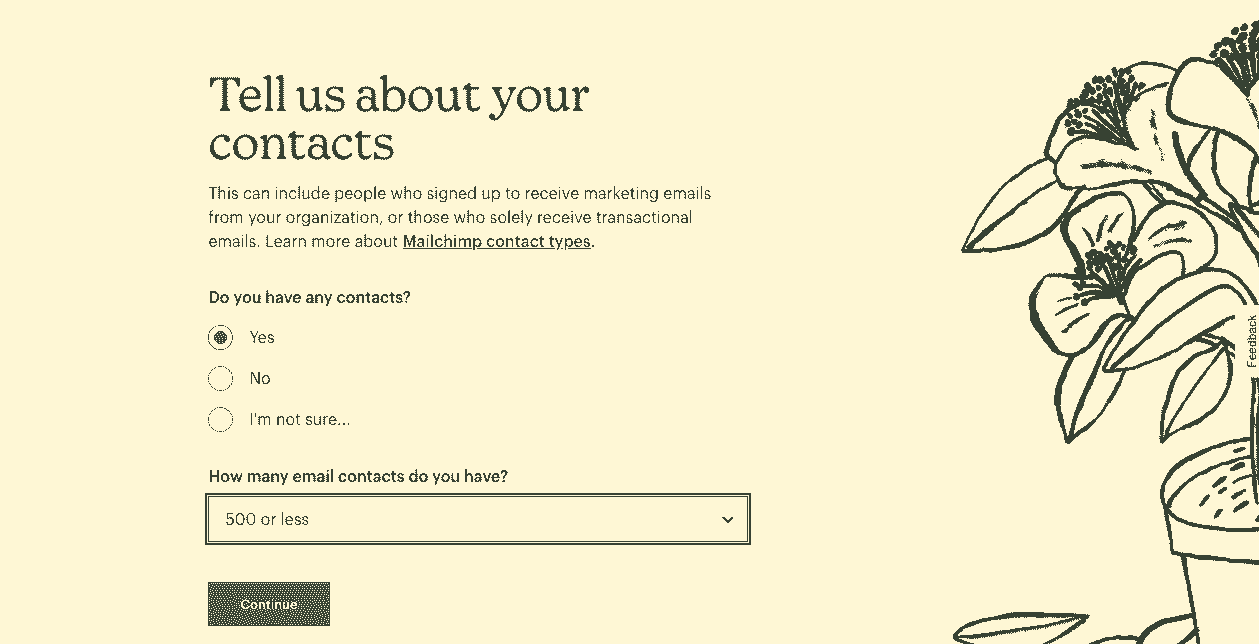 Tell us about your
contacts
This can include people who signed up to receive marketing emails
from your organization, or those who solely receive transactional
emails. Learn more about Mailchimp contact types.
Do you have any contacts?
Yes
No
I'm not sure...
How many email contacts do you have?
500 or less
Continue
Feedback